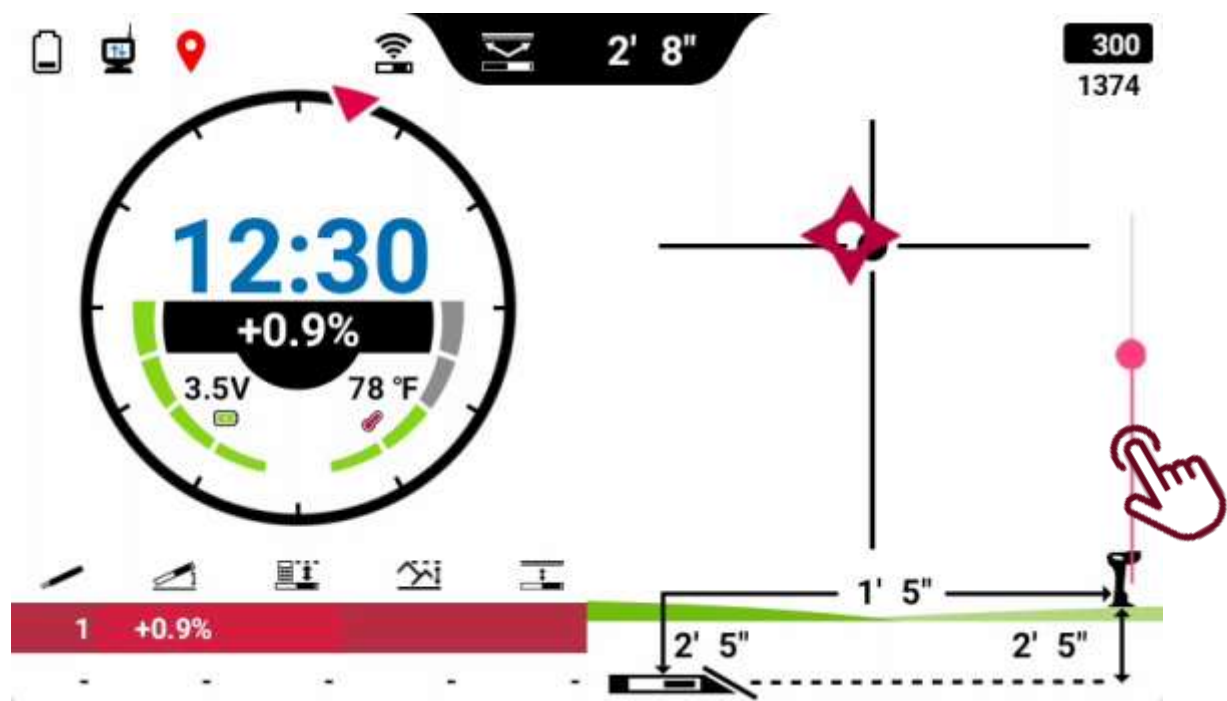 2' 8"
300
1374
12:30
+0.9%
3.5V 78 °F
1' 5"
1 +0.9%
2' 5" 2' 5"
- - - - -